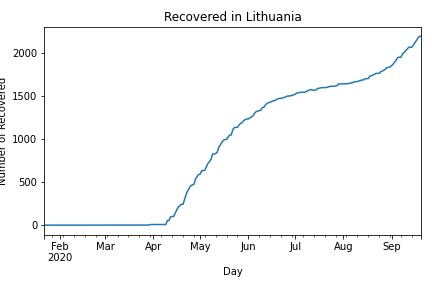 Recovered in Lithuania
Number of Recovered
2000
1500
1000
500
0
Feb
2020
Mar
Apr
May
Jun
Jul
Aug
Sep
Day